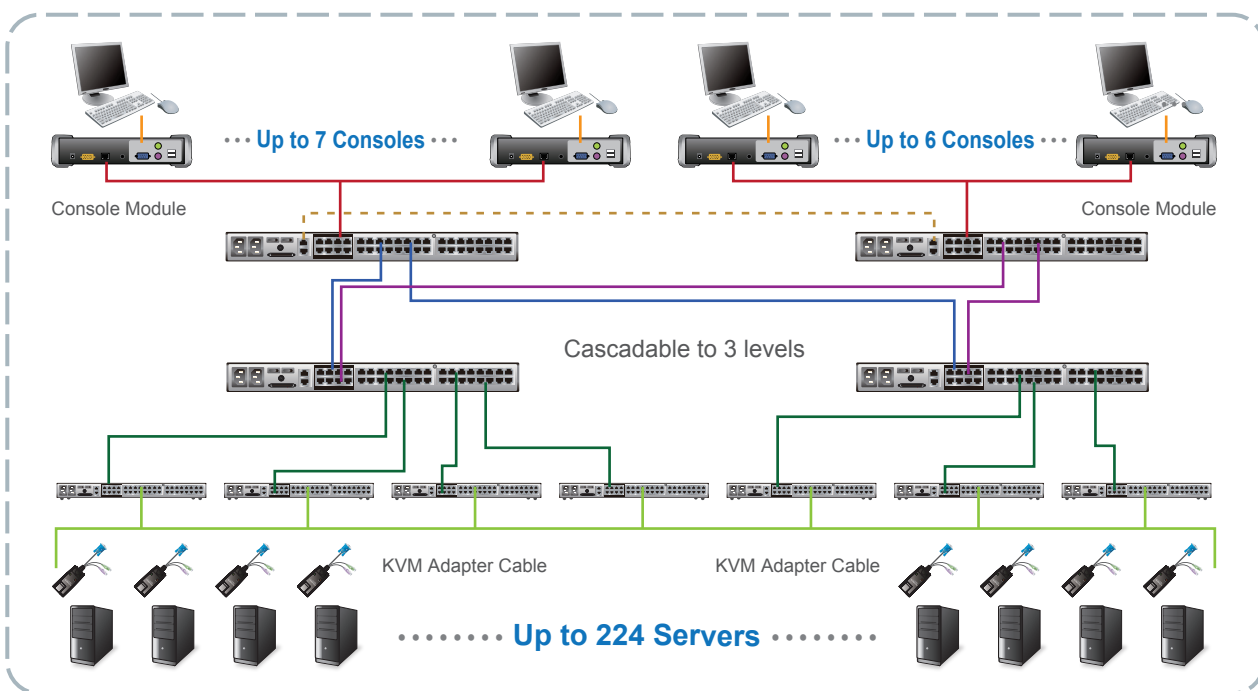 Up to 7 Consoles
Up to 6 Consoles
Console Module
Console Module
Cascadable to 3 levels
KVM Adapter Cable
KVM Adapter Cable
Up to 224 Servers